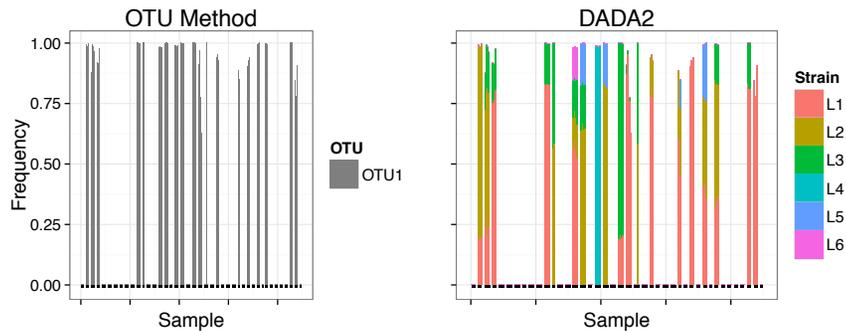 OTU Method
DADA2
1.00
0.75
0.50
0.25
0.00
Frequency
Sample
OTU
OTU1
Sample
Strain
L1
L2
L3
L4
L5
L6